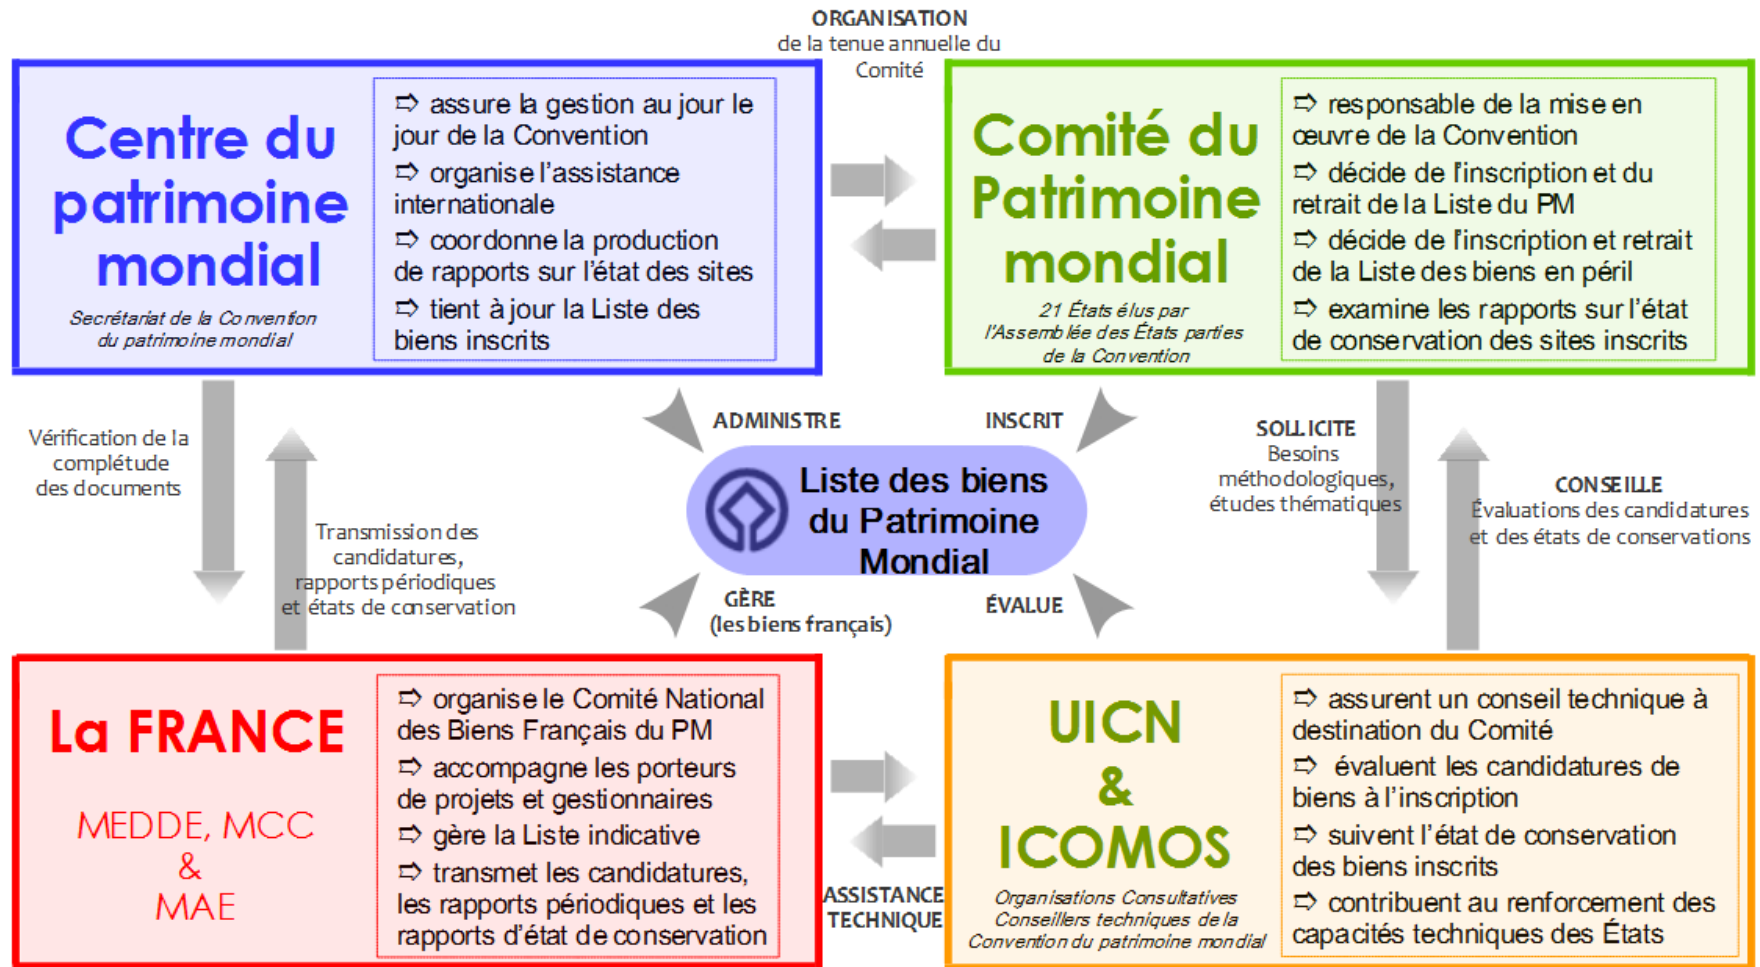 ORGANISATION
de la tenue annuelle du
Comité
Centre du
patrimoine
mondial
Secrétariat de la Convention
du patrimoine mondial
⇨ assure la gestion au jour le
jour de la Convention
⇨ organise l'assistance
internationale
⇨ coordonne la production
de rapports sur l'état des sites
⇨ tient à jour la Liste des
biens inscrits
Comité du
Patrimoine
mondial
21 États élus par
l'Assemblée des États parties
de la Convention
⇨ responsable de la mise en
œuvre de la Convention
⇨ décide de l'inscription et du
retrait de la Liste du PM
⇨ décide de l'inscription et retrait
de la Liste des biens en péril
⇨ examine les rapports sur l'état
de conservation des sites inscrits
Vérification de la
complétude
des documents
Transmission des
candidatures,
rapports périodiques
et états de conservation
ADMINISTRE
INSCRIT
Liste des biens
du Patrimoine
Mondial
GÈRE
(les biens français)
ÉVALUE
SOLLICITE
Besoins
méthodologiques,
études thématiques
CONSEILLE
Évaluations des candidatures
et des états de conservations
La FRANCE
MEDDE, MCC
&
MAE
⇨ organise le Comité National
des Biens Français du PM
⇨ accompagne les porteurs
de projets et gestionnaires
⇨ gère la Liste indicative
⇨ transmet les candidatures,
les rapports périodiques et les
rapports d'état de conservation
ASSISTANCE
TECHNIQUE
UICN
&
ICOMOS
Organisations Consultatives
Conseillers techniques de la
Convention du patrimoine mondial
⇨ assurent un conseil technique à
destination du Comité
⇨ évaluent les candidatures de
biens à l'inscription
⇨ suivent l'état de conservation
des biens inscrits
⇨ contribuent au renforcement des
capacités techniques des États